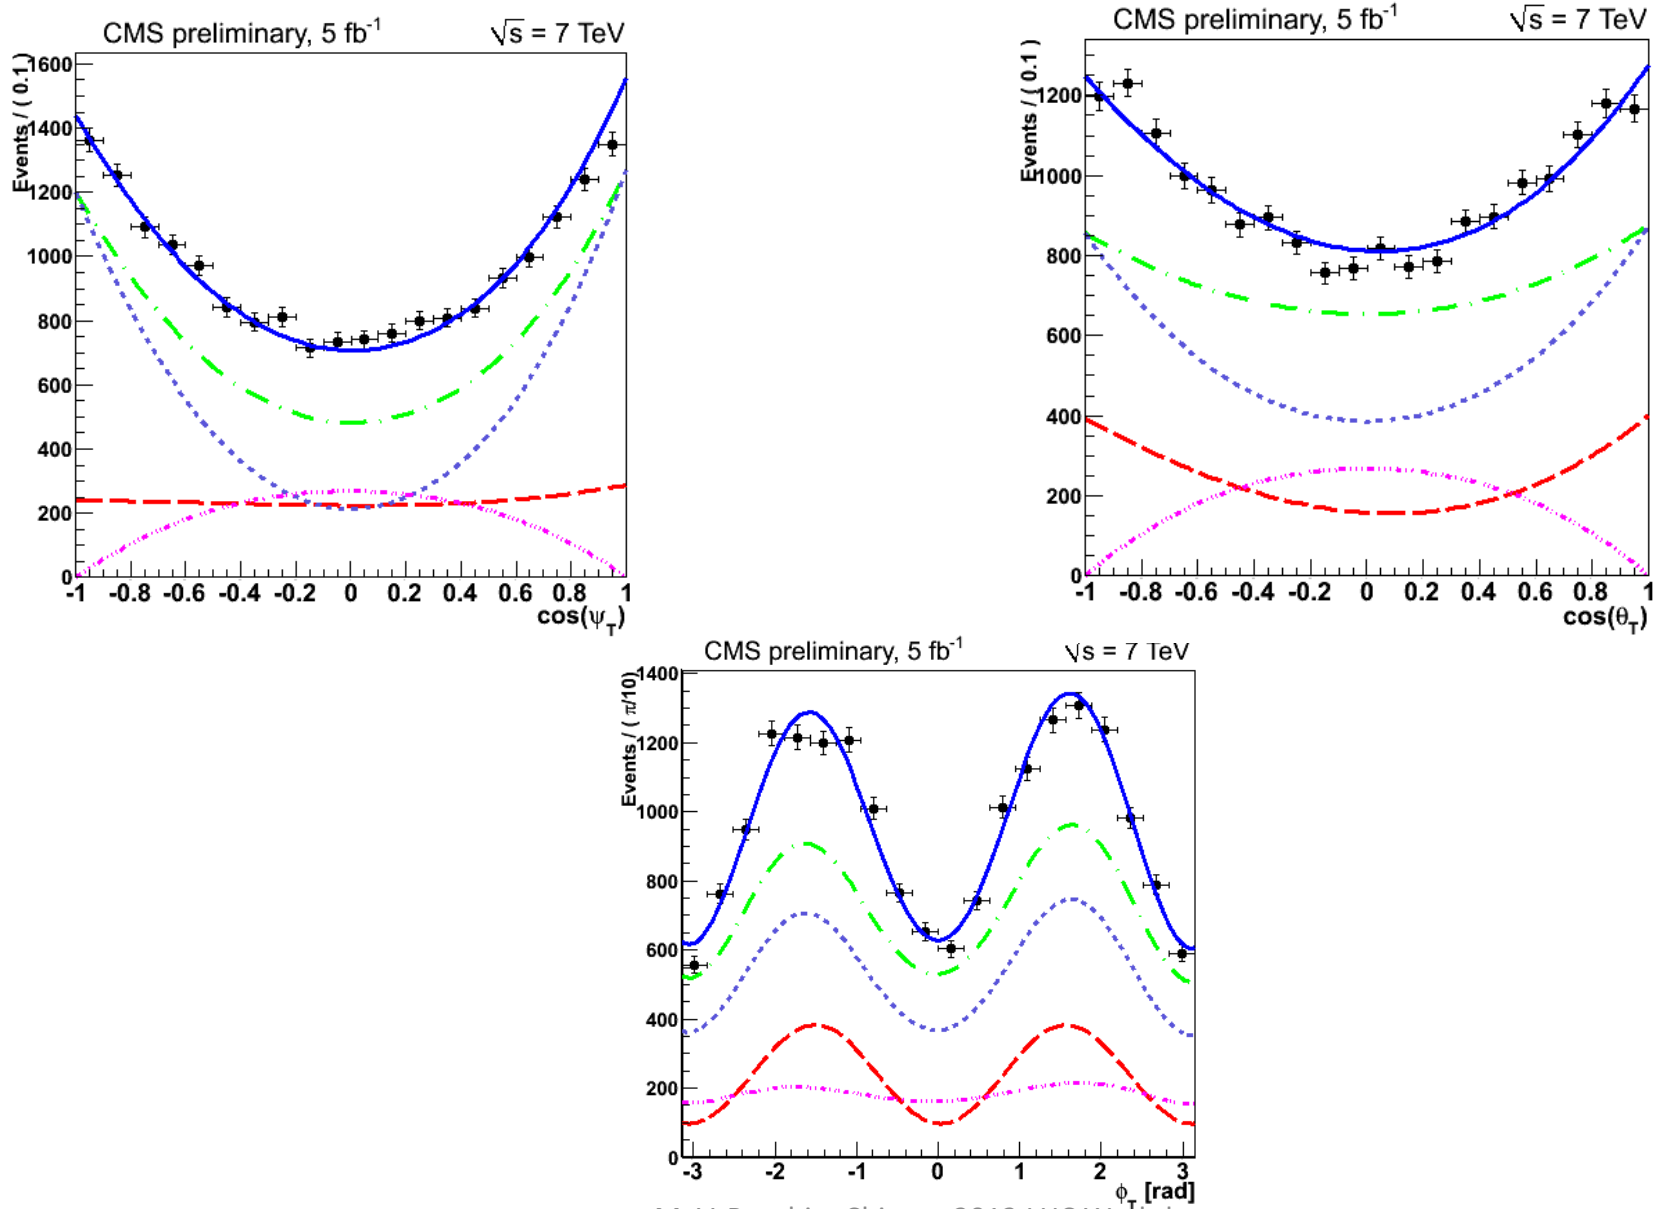 CMS preliminary, 5 fb-1 √s = 7 TeV
Events / ( 0.1 )
1600
1400
1200
1000
800
600
400
200
0
-1 -0.8 -0.6 -0.4 -0.2 0 0.2 0.4 0.6 0.8 1
cos(ψT)
CMS preliminary, 5 fb-1 √s = 7 TeV
Events / ( 0.1 )
1200
1000
800
600
400
200
0
-1 -0.8 -0.6 -0.4 -0.2 0 0.2 0.4 0.6 0.8 1
cos(θT)
CMS preliminary, 5 fb-1 √s = 7 TeV
Events / ( π/10)
1400
1200
1000
800
600
400
200
0
-3 -2 -1 0 1 2 3
ϕT [rad]